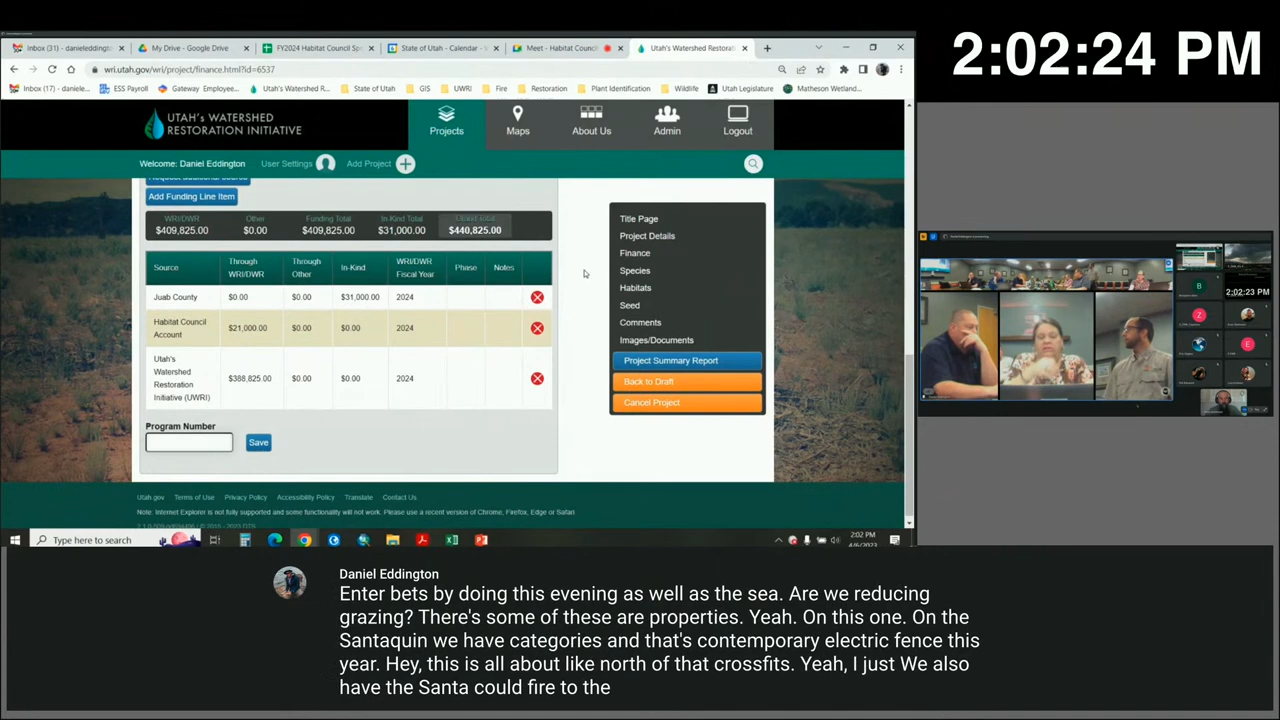 2:02:24 PM
Inbox (31) - danieleddington
My Drive - Google Drive
FY2024 Habitat Council Sp
State of Utah - Calendar -
Meet - Habitat Council
Utah's Watershed Restorat
wri.utah.gov/wri/project/finance.html?id=6537
Inbox (17) - daniele...
ESS Payroll
Gateway Employee...
Utah's Watershed R...
State of Utah
GIS
UWRI
Fire
Restoration
Plant Identification
Wildlife
Utah Legislature
Matheson Wetland...
UTAH's WATERSHED
RESTORATION INITIATIVE
Projects
Maps
About Us
Admin
Logout
Welcome: Daniel Eddington
User Settings
Add Project
Request Additional Source
Add Funding Line Item
WRI/DWR Other Funding Total In-Kind Total
$409,825.00 $0.00 $409,825.00 $31,000.00 $440,825.00
Source Through WRI/DWR Through Other In-Kind WRI/DWR Fiscal Year Phase Notes
Juab County $0.00 $0.00 $31,000.00 2024
Habitat Council Account $21,000.00 $0.00 $0.00 2024
Utah's Watershed Restoration Initiative (UWRI) $388,825.00 $0.00 $0.00 2024
Program Number
Save
Title Page
Project Details
Finance
Species
Habitats
Seed
Comments
Images/Documents
Project Summary Report
Back to Draft
Cancel Project
Utah.gov Terms of Use Privacy Policy Accessibility Policy Translate Contact Us
Note: Internet Explorer is not fully supported and some functionality will not work. Please use a recent version of Chrome, Firefox, Edge or Safari
Type here to search
2:02 PM
4/6/2023
2:02:23 PM
Daniel Eddington
Enter bets by doing this evening as well as the sea. Are we reducing
grazing? There's some of these are properties. Yeah. On this one. On the
Santaquin we have categories and that's contemporary electric fence this
year. Hey, this is all about like north of that crossfits. Yeah, I just We also
have the Santa could fire to the